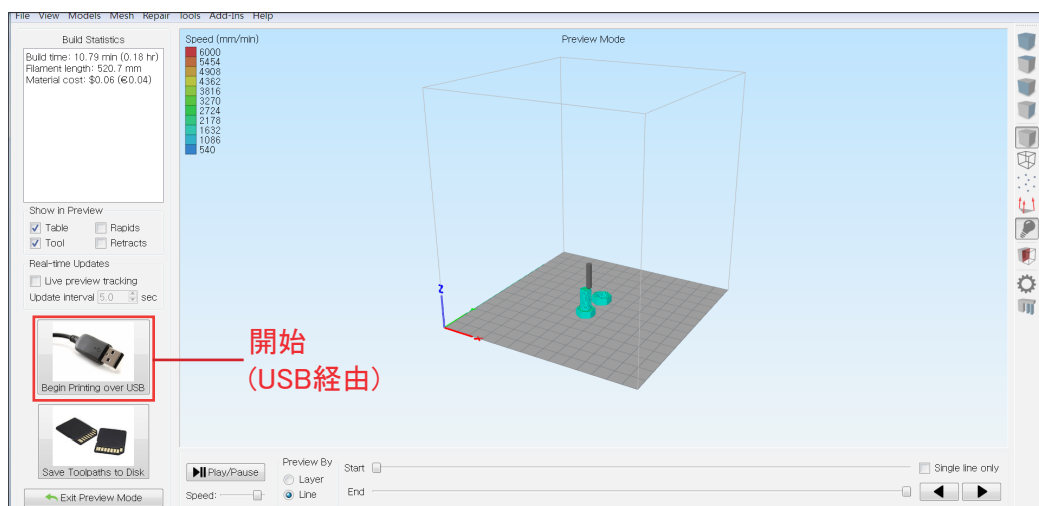 File View Models Mesh Repair Tools Add-Ins Help
Build Statistics
Build time: 10.79 min (0.18 hr)
Filament length: 520.7 mm
Material cost: $0.06 (€0.04)
Show in Preview
Table
Rapids
Tool
Retracts
Real-time Updates
Live preview tracking
Update interval 5.0 sec
Begin Printing over USB
Save Toolpaths to Disk
Exit Preview Mode
Speed (mm/min)
6000
5454
4908
4362
3816
3270
2724
2178
1632
1086
540
Preview Mode
Z
開始
(USB経由)
Play/Pause
Speed:
Preview By
Layer
Line
Start
End
Single line only